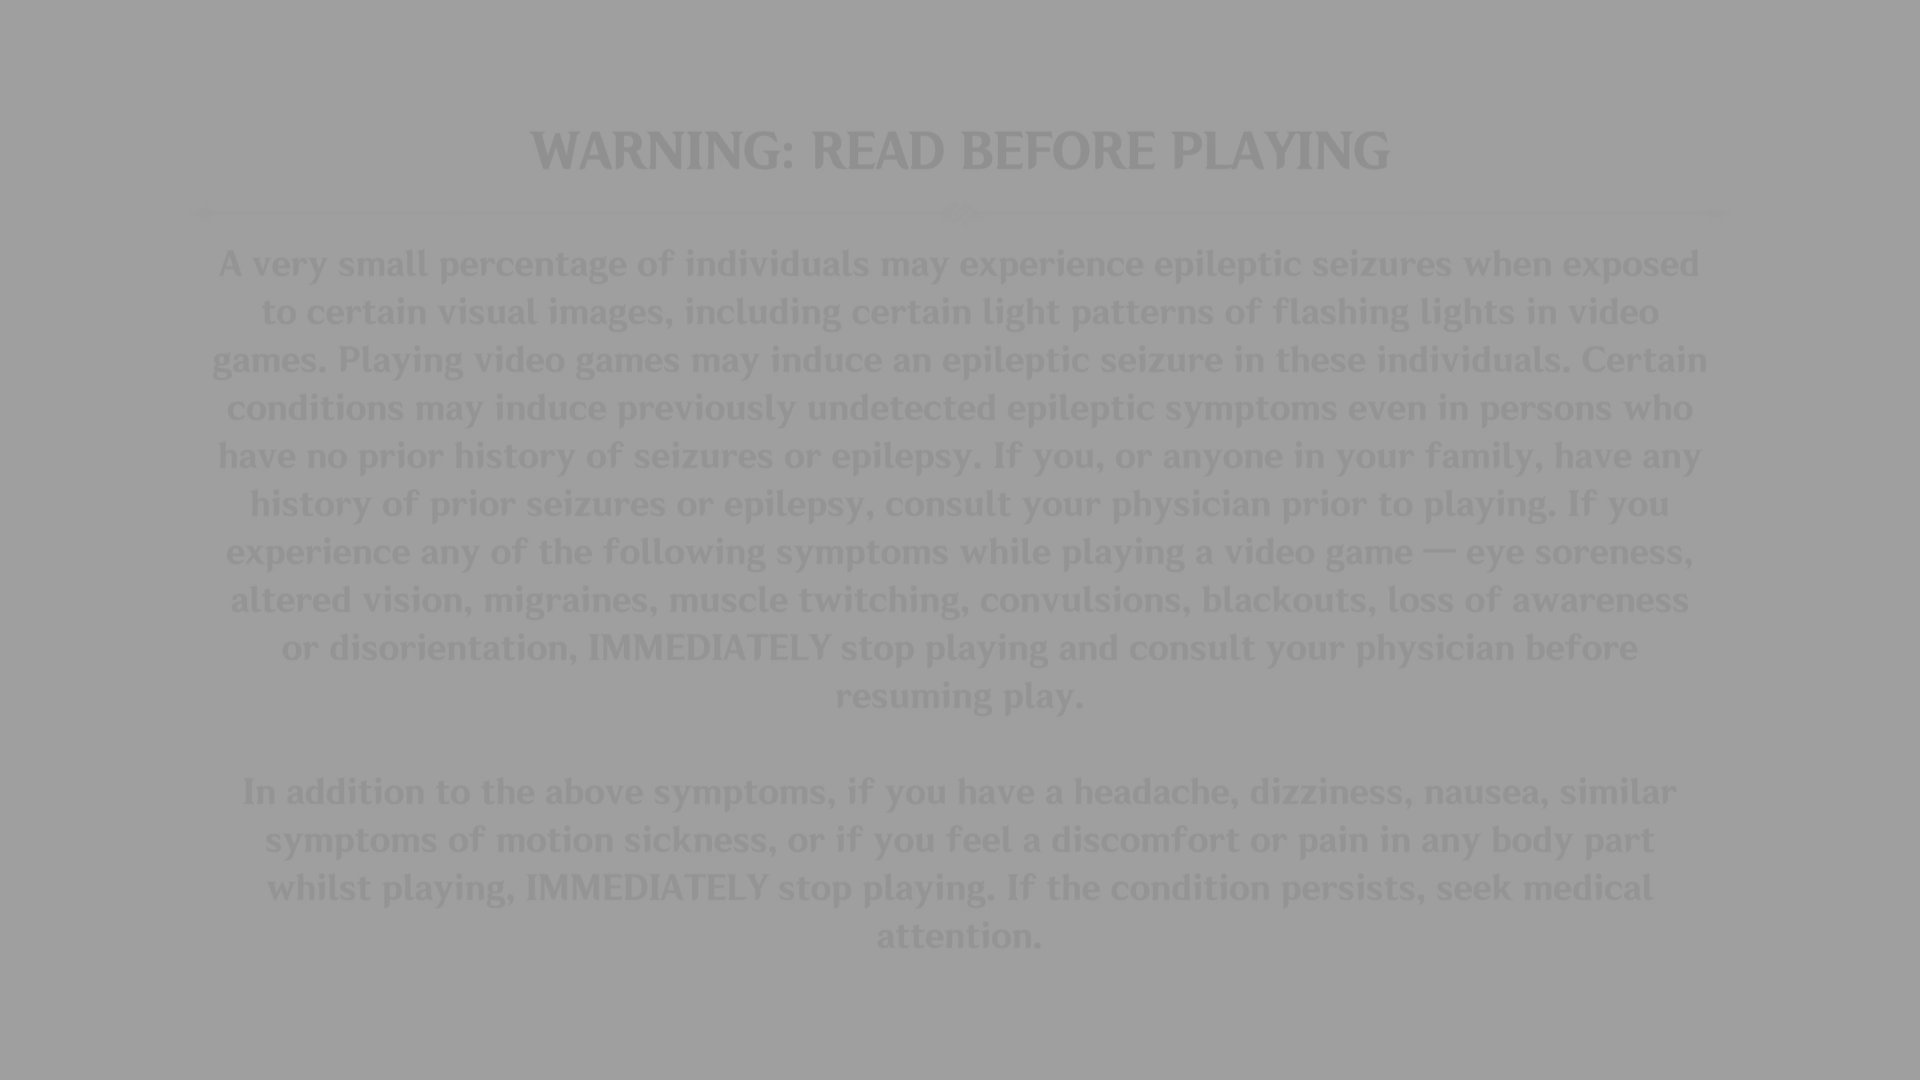 WARNING: READ BEFORE PLAYING
A very small percentage of individuals may experience epileptic seizures when exposed
to certain visual images, including certain light patterns of flashing lights in video
games. Playing video games may induce an epileptic seizure in these individuals. Certain
conditions may induce previously undetected epileptic symptoms even in persons who
have no prior history of seizures or epilepsy. If you, or anyone in your family, have any
history of prior seizures or epilepsy, consult your physician prior to playing. If you
experience any of the following symptoms while playing a video game — eye soreness,
altered vision, migraines, muscle twitching, convulsions, blackouts, loss of awareness
or disorientation, IMMEDIATELY stop playing and consult your physician before
resuming play.
In addition to the above symptoms, if you have a headache, dizziness, nausea, similar
symptoms of motion sickness, or if you feel a discomfort or pain in any body part
whilst playing, IMMEDIATELY stop playing. If the condition persists, seek medical
attention.